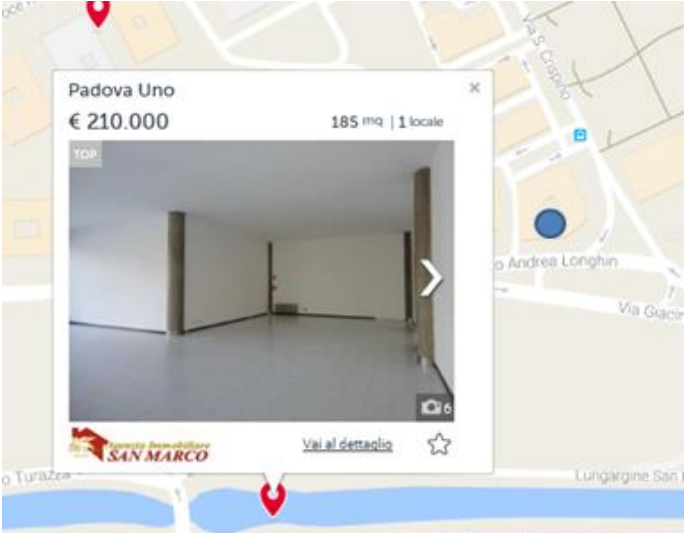 Via S. Crispino
Padova Uno
×
€ 210.000
185 mq | 1 locale
TOP
Andrea Longhin
Via Giacin
6
Agenzia Immobiliare
SAN MARCO
Vai al dettaglio
o Turazza
Lungargine San